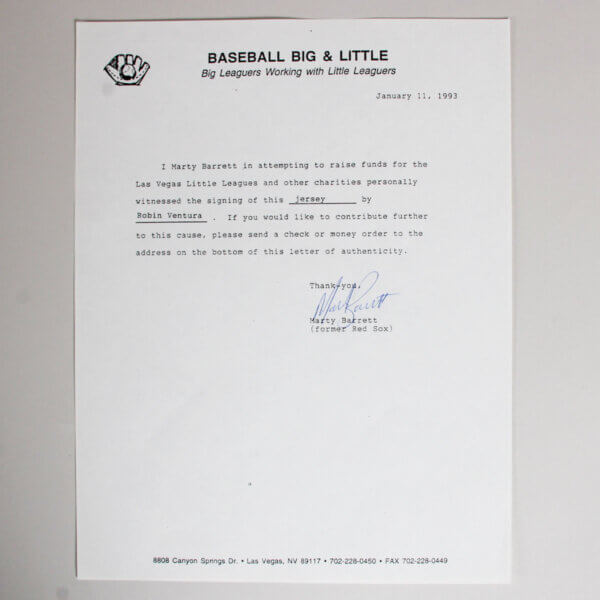 BASEBALL BIG & LITTLE
Big Leaguers Working with Little Leaguers
January 11, 1993
I Marty Barrett in attempting to raise funds for the
Las Vegas Little Leagues and other charities personally
witnessed the signing of this jersey by
Robin Ventura . If you would like to contribute further
to this cause, please send a check or money order to the
address on the bottom of this letter of authenticity.
Thank-you,
Marty Barrett
Marty Barrett
(former Red Sox)
8808 Canyon Springs Dr. • Las Vegas, NV 89117 • 702-228-0450 • FAX 702-228-0449